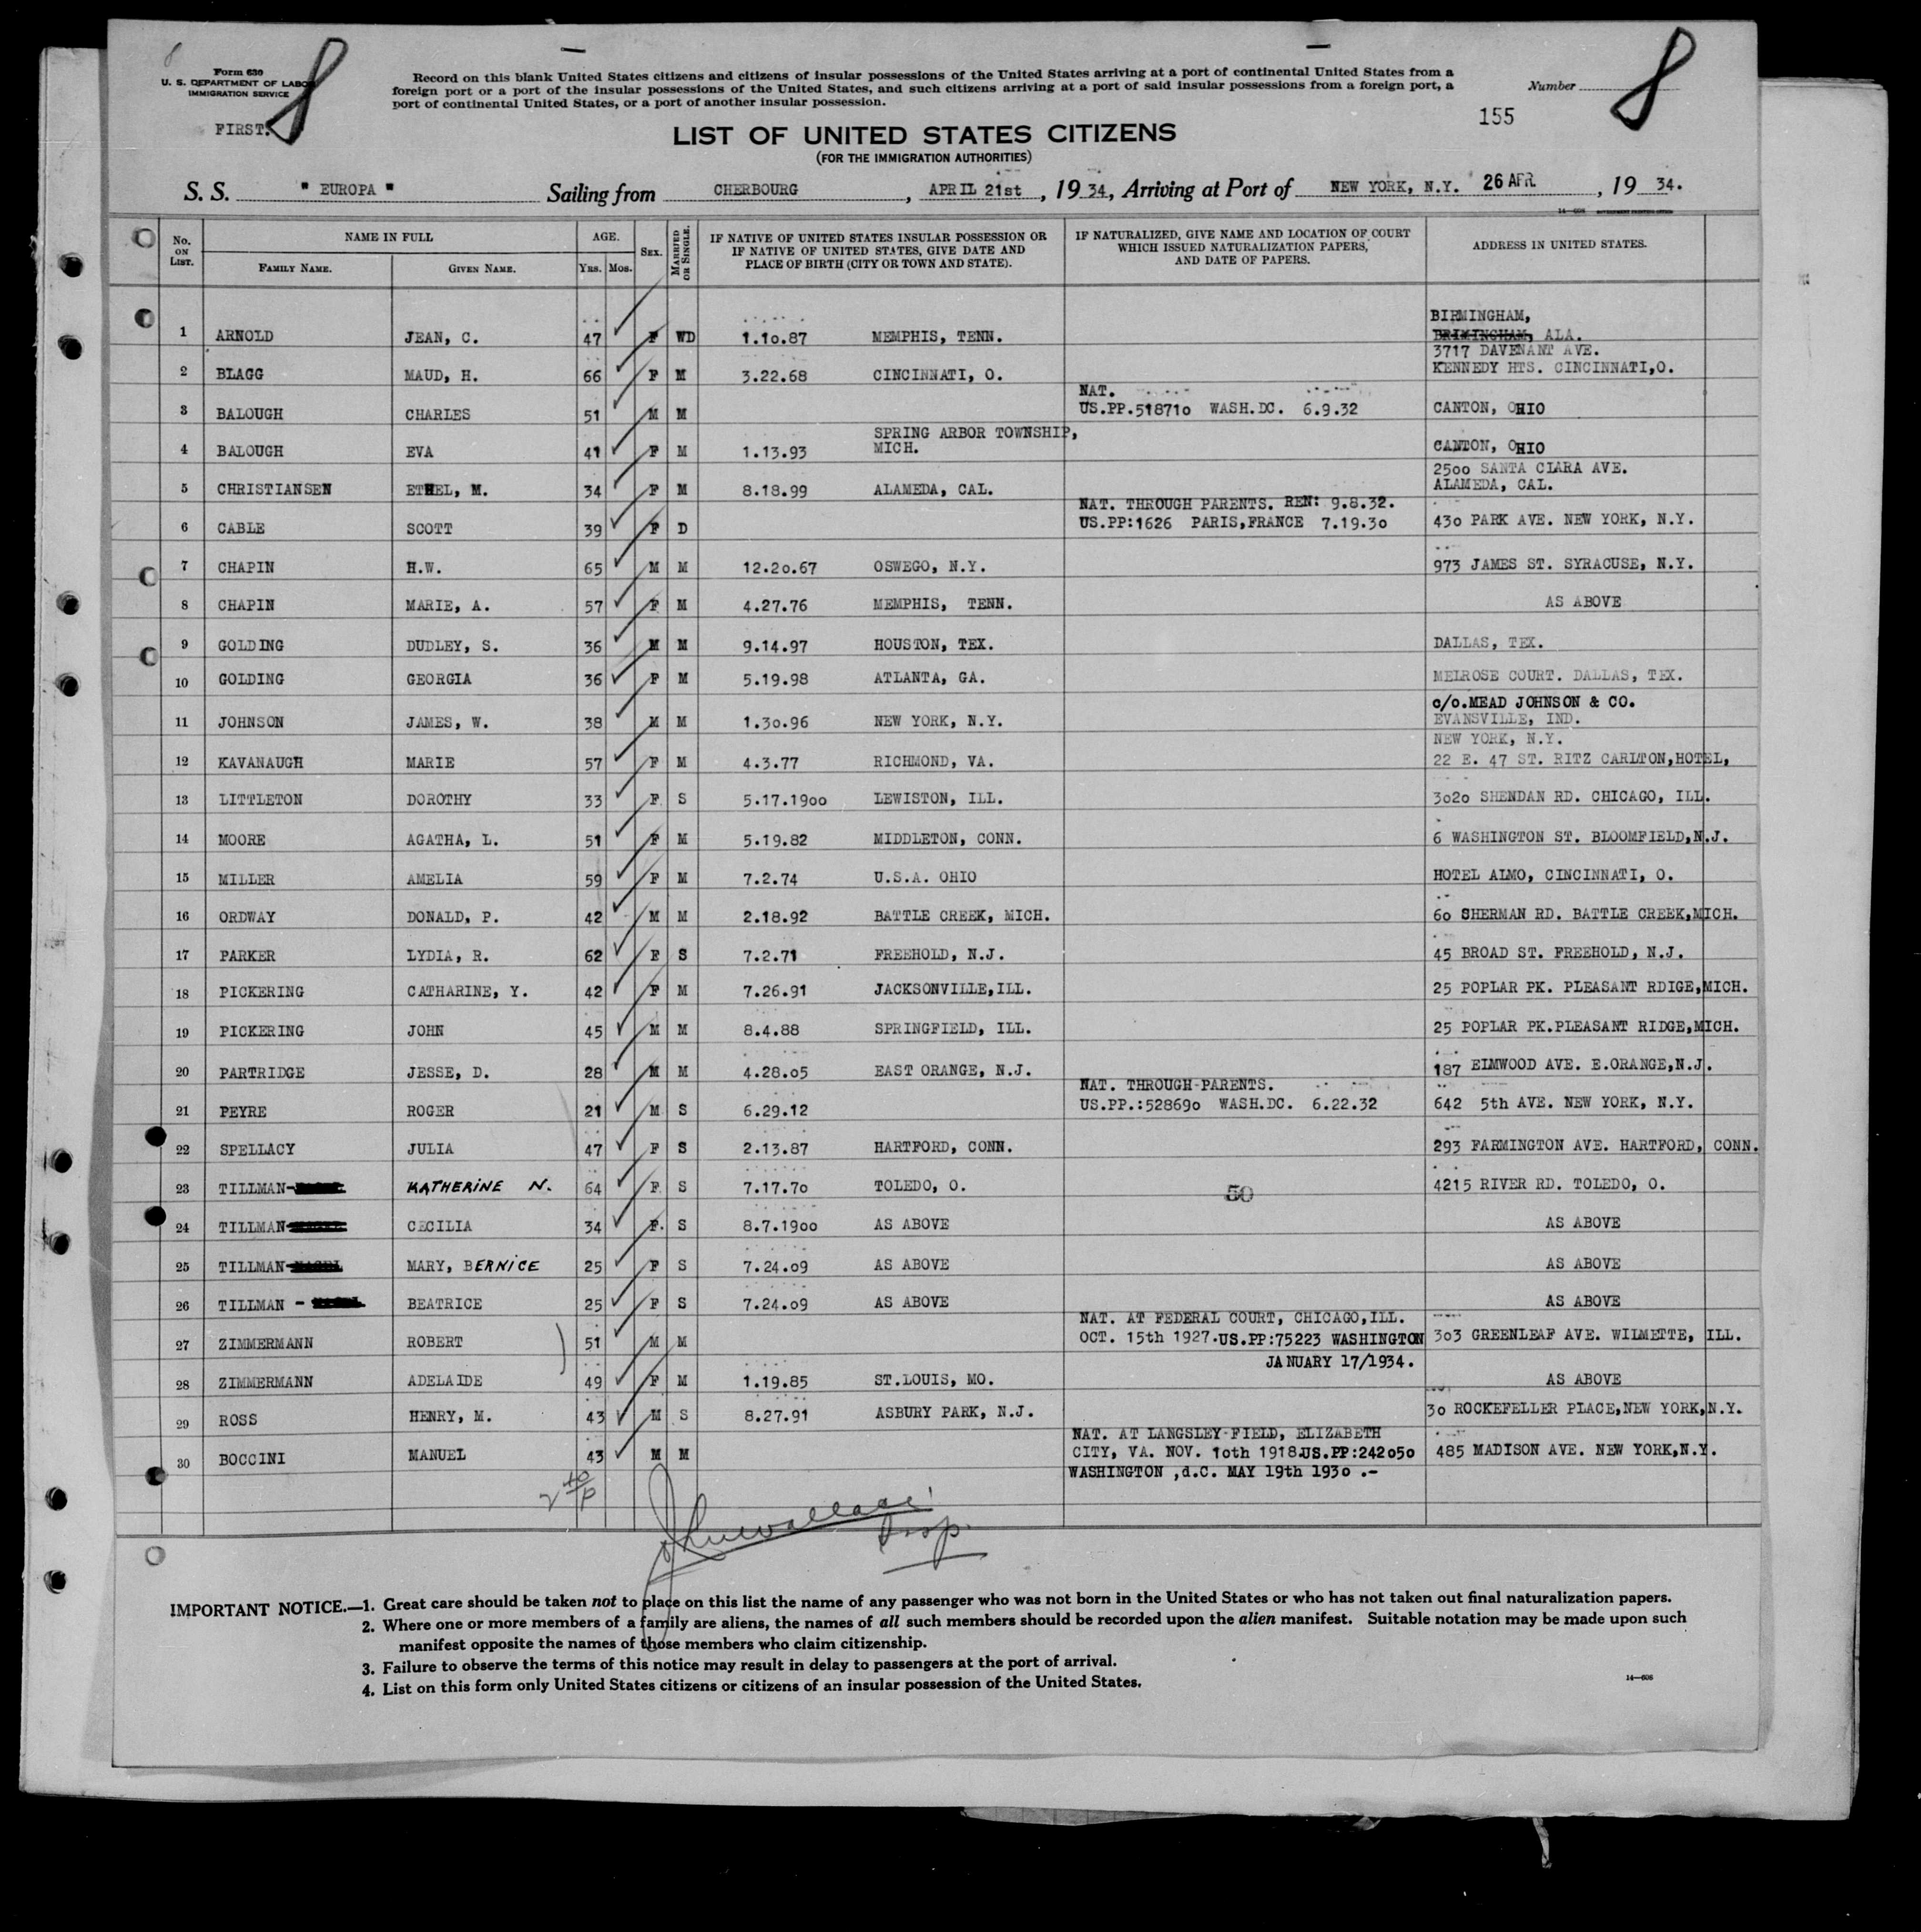 8
Form 630
U. S. DEPARTMENT OF LABOR
IMMIGRATION SERVICE
8
FIRST.
Record on this blank United States citizens and citizens of insular possessions of the United States arriving at a port of continental United States from a
foreign port or a port of the insular possessions of the United States, and such citizens arriving at a port of said insular possessions from a foreign port, a
port of continental United States, or a port of another insular possession.
Number
8
155
LIST OF UNITED STATES CITIZENS
(FOR THE IMMIGRATION AUTHORITIES)
S. S. " EUROPA " Sailing from CHERBOURG, APRIL 21st, 1934, Arriving at Port of NEW YORK, N.Y. 26 APR., 19 34.
14—608 GOVERNMENT PRINTING OFFICE
No. ON LIST. NAME IN FULL AGE. SEX. MARRIED OR SINGLE. IF NATIVE OF UNITED STATES INSULAR POSSESSION OR IF NATIVE OF UNITED STATES, GIVE DATE AND PLACE OF BIRTH (CITY OR TOWN AND STATE). IF NATURALIZED, GIVE NAME AND LOCATION OF COURT WHICH ISSUED NATURALIZATION PAPERS, AND DATE OF PAPERS. ADDRESS IN UNITED STATES.
FAMILY NAME. GIVEN NAME. YRS. MOS.
BIRMINGHAM,
1 ARNOLD JEAN, C. 47 F WD 1.10.87 MEMPHIS, TENN. BRIMINGHAM, ALA.
3717 DAVENANT AVE.
2 BLAGG MAUD, H. 66 F M 3.22.68 CINCINNATI, O. KENNEDY HTS. CINCINNATI,O.
NAT.
3 BALOUGH CHARLES 51 M M US.PP.518710 WASH.DC. 6.9.32 CANTON, OHIO
SPRING ARBOR TOWNSHIP,
4 BALOUGH EVA 41 F M 1.13.93 MICH. CANTON, OHIO
2500 SANTA CLARA AVE.
5 CHRISTIANSEN ETHEL, M. 34 F M 8.18.99 ALAMEDA, CAL. ALAMEDA, CAL.
NAT. THROUGH PARENTS. REN: 9.8.32.
6 CABLE SCOTT 39 F D US.PP:1626 PARIS,FRANCE 7.19.30 430 PARK AVE. NEW YORK, N.Y.
7 CHAPIN H.W. 65 M M 12.20.67 OSWEGO, N.Y. 973 JAMES ST. SYRACUSE, N.Y.
8 CHAPIN MARIE, A. 57 F M 4.27.76 MEMPHIS, TENN. AS ABOVE
9 GOLDING DUDLEY, S. 36 M M 9.14.97 HOUSTON, TEX. DALLAS, TEX.
10 GOLDING GEORGIA 36 F M 5.19.98 ATLANTA, GA. MELROSE COURT. DALLAS, TEX.
c/o.MEAD JOHNSON & CO.
11 JOHNSON JAMES, W. 38 M M 1.30.96 NEW YORK, N.Y. EVANSVILLE, IND.
NEW YORK, N.Y.
12 KAVANAUGH MARIE 57 F M 4.3.77 RICHMOND, VA. 22 E. 47 ST. RITZ CARLTON,HOTEL,
13 LITTLETON DOROTHY 33 F. S 5.17.1900 LEWISTON, ILL. 3020 SHENDAN RD. CHICAGO, ILL.
14 MOORE AGATHA, L. 51 F M 5.19.82 MIDDLETON, CONN. 6 WASHINGTON ST. BLOOMFIELD,N.J.
15 MILLER AMELIA 59 F M 7.2.74 U.S.A. OHIO HOTEL ALMO, CINCINNATI, O.
16 ORDWAY DONALD, P. 42 M M 2.18.92 BATTLE CREEK, MICH. 60 SHERMAN RD. BATTLE CREEK,MICH.
17 PARKER LYDIA, R. 62 F S 7.2.71 FREEHOLD, N.J. 45 BROAD ST. FREEHOLD, N.J.
18 PICKERING CATHARINE, Y. 42 F M 7.26.91 JACKSONVILLE,ILL. 25 POPLAR PK. PLEASANT RDIGE,MICH.
19 PICKERING JOHN 45 M M 8.4.88 SPRINGFIELD, ILL. 25 POPLAR PK.PLEASANT RIDGE,MICH.
20 PARTRIDGE JESSE, D. 28 M M 4.28.05 EAST ORANGE, N.J. 187 ELMWOOD AVE. E.ORANGE,N.J.
NAT. THROUGH-PARENTS.
21 PEYRE ROGER 21 M S 6.29.12 US.PP.:528690 WASH.DC. 6.22.32 642 5th AVE. NEW YORK, N.Y.
22 SPELLACY JULIA 47 F S 2.13.87 HARTFORD, CONN. 293 FARMINGTON AVE. HARTFORD, CONN.
23 TILLMAN- KATHERINE N. 64 F. S 7.17.70 TOLEDO, O. 50 4215 RIVER RD. TOLEDO, O.
24 TILLMAN- CECILIA 34 F. S 8.7.1900 AS ABOVE AS ABOVE
25 TILLMAN- MARY, BERNICE 25 F S 7.24.09 AS ABOVE AS ABOVE
26 TILLMAN - BEATRICE 25 F S 7.24.09 AS ABOVE AS ABOVE
NAT. AT FEDERAL COURT, CHICAGO,ILL.
27 ZIMMERMANN ROBERT 51 M M OCT. 15th 1927.US.PP:75223 WASHINGTON 303 GREENLEAF AVE. WILMETTE, ILL.
JANUARY 17/1934.
28 ZIMMERMANN ADELAIDE 49 F M 1.19.85 ST.LOUIS, MO. AS ABOVE
29 ROSS HENRY, M. 43 M S 8.27.91 ASBURY PARK, N.J. 30 ROCKEFELLER PLACE,NEW YORK,N.Y.
NAT. AT LANGSLEY-FIELD, ELIZABETH
30 BOCCINI MANUEL 43 M M CITY, VA. NOV. 10th 1918.US.PP:242050 485 MADISON AVE. NEW YORK,N.Y.
WASHINGTON ,d.C. MAY 19th 1930 .-
Insp.
IMPORTANT NOTICE.—1. Great care should be taken not to place on this list the name of any passenger who was not born in the United States or who has not taken out final naturalization papers.
2. Where one or more members of a family are aliens, the names of all such members should be recorded upon the alien manifest. Suitable notation may be made upon such
manifest opposite the names of those members who claim citizenship.
3. Failure to observe the terms of this notice may result in delay to passengers at the port of arrival.
4. List on this form only United States citizens or citizens of an insular possession of the United States.
14—608